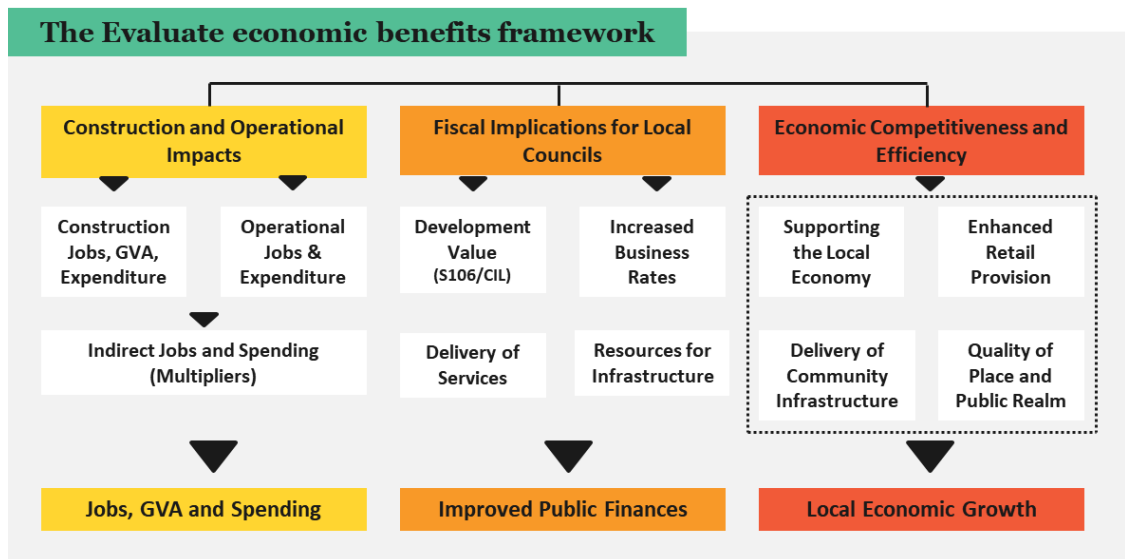 The Evaluate economic benefits framework
Construction and Operational
Impacts
Fiscal Implications for Local
Councils
Economic Competitiveness and
Efficiency
Construction
Jobs, GVA,
Expenditure
Operational
Jobs &
Expenditure
Development
Value
(S106/CIL)
Increased
Business
Rates
Supporting
the Local
Economy
Enhanced
Retail
Provision
Indirect Jobs and Spending
(Multipliers)
Delivery of
Services
Resources for
Infrastructure
Delivery of
Community
Infrastructure
Quality of
Place and
Public Realm
Jobs, GVA and Spending
Improved Public Finances
Local Economic Growth